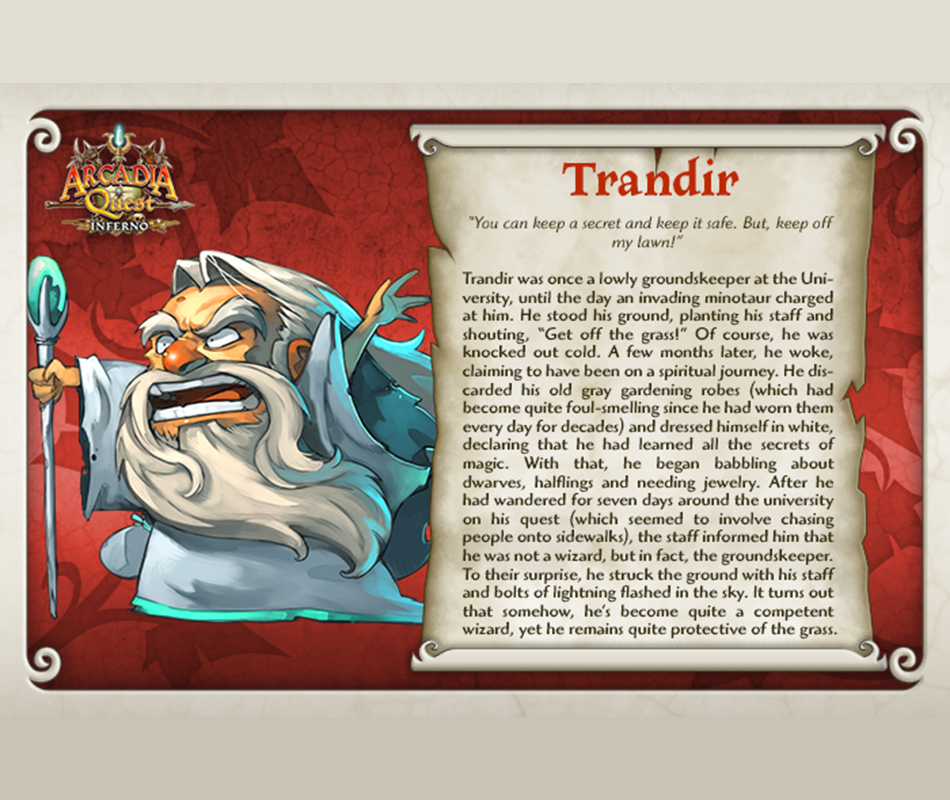 ARCADIA
Quest
INFERNO
Trandir
“You can keep a secret and keep it safe. But, keep off
my lawn!”
Trandir was once a lowly groundskeeper at the Uni-
versity, until the day an invading minotaur charged
at him. He stood his ground, planting his staff and
shouting, “Get off the grass!” Of course, he was
knocked out cold. A few months later, he woke,
claiming to have been on a spiritual journey. He dis-
carded his old gray gardening robes (which had
become quite foul-smelling since he had worn them
every day for decades) and dressed himself in white,
declaring that he had learned all the secrets of
magic. With that, he began babbling about
dwarves, halflings and needing jewelry. After he
had wandered for seven days around the university
on his quest (which seemed to involve chasing
people onto sidewalks), the staff informed him that
he was not a wizard, but in fact, the groundskeeper.
To their surprise, he struck the ground with his staff
and bolts of lightning flashed in the sky. It turns out
that somehow, he’s become quite a competent
wizard, yet he remains quite protective of the grass.